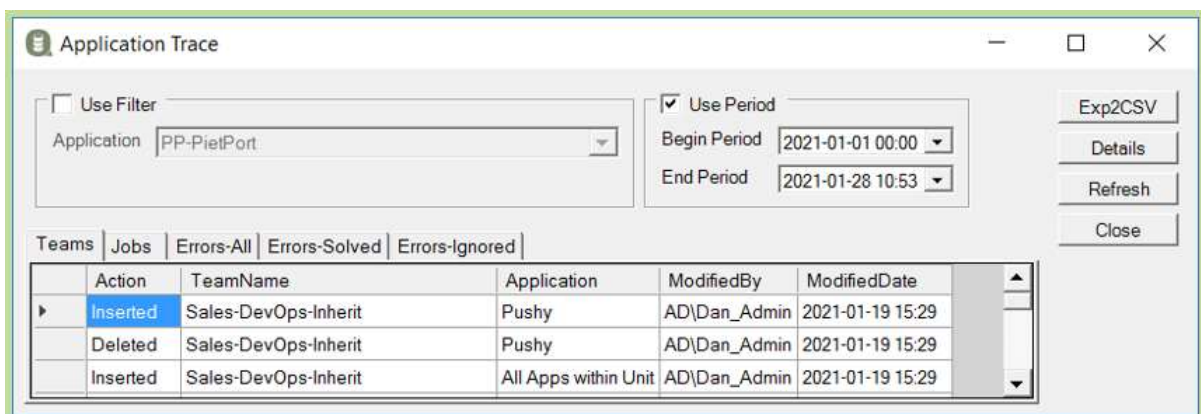 Application Trace
Use Filter
Application PP-PietPort
Use Period
Begin Period 2021-01-01 00:00
End Period 2021-01-28 10:53
Exp2CSV
Details
Refresh
Close
Teams Jobs Errors-All Errors-Solved Errors-Ignored
Action TeamName Application ModifiedBy ModifiedDate
Inserted Sales-DevOps-Inherit Pushy AD\Dan_Admin 2021-01-19 15:29
Deleted Sales-DevOps-Inherit Pushy AD\Dan_Admin 2021-01-19 15:29
Inserted Sales-DevOps-Inherit All Apps within Unit AD\Dan_Admin 2021-01-19 15:29